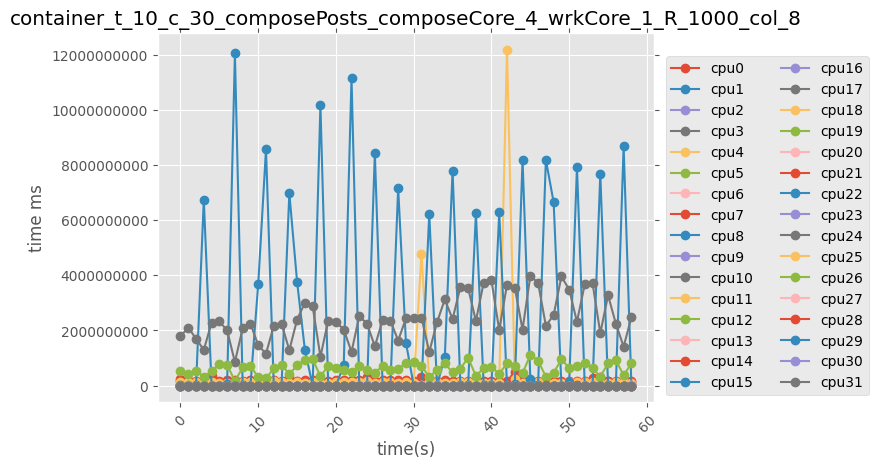 container_t_10_c_30_composePosts_composeCore_4_wrkCore_1_R_1000_col_8
time ms
12000000000
10000000000
8000000000
6000000000
4000000000
2000000000
0
0
10
20
30
40
50
60
time(s)
cpu0
cpu1
cpu2
cpu3
cpu4
cpu5
cpu6
cpu7
cpu8
cpu9
cpu10
cpu11
cpu12
cpu13
cpu14
cpu15
cpu16
cpu17
cpu18
cpu19
cpu20
cpu21
cpu22
cpu23
cpu24
cpu25
cpu26
cpu27
cpu28
cpu29
cpu30
cpu31